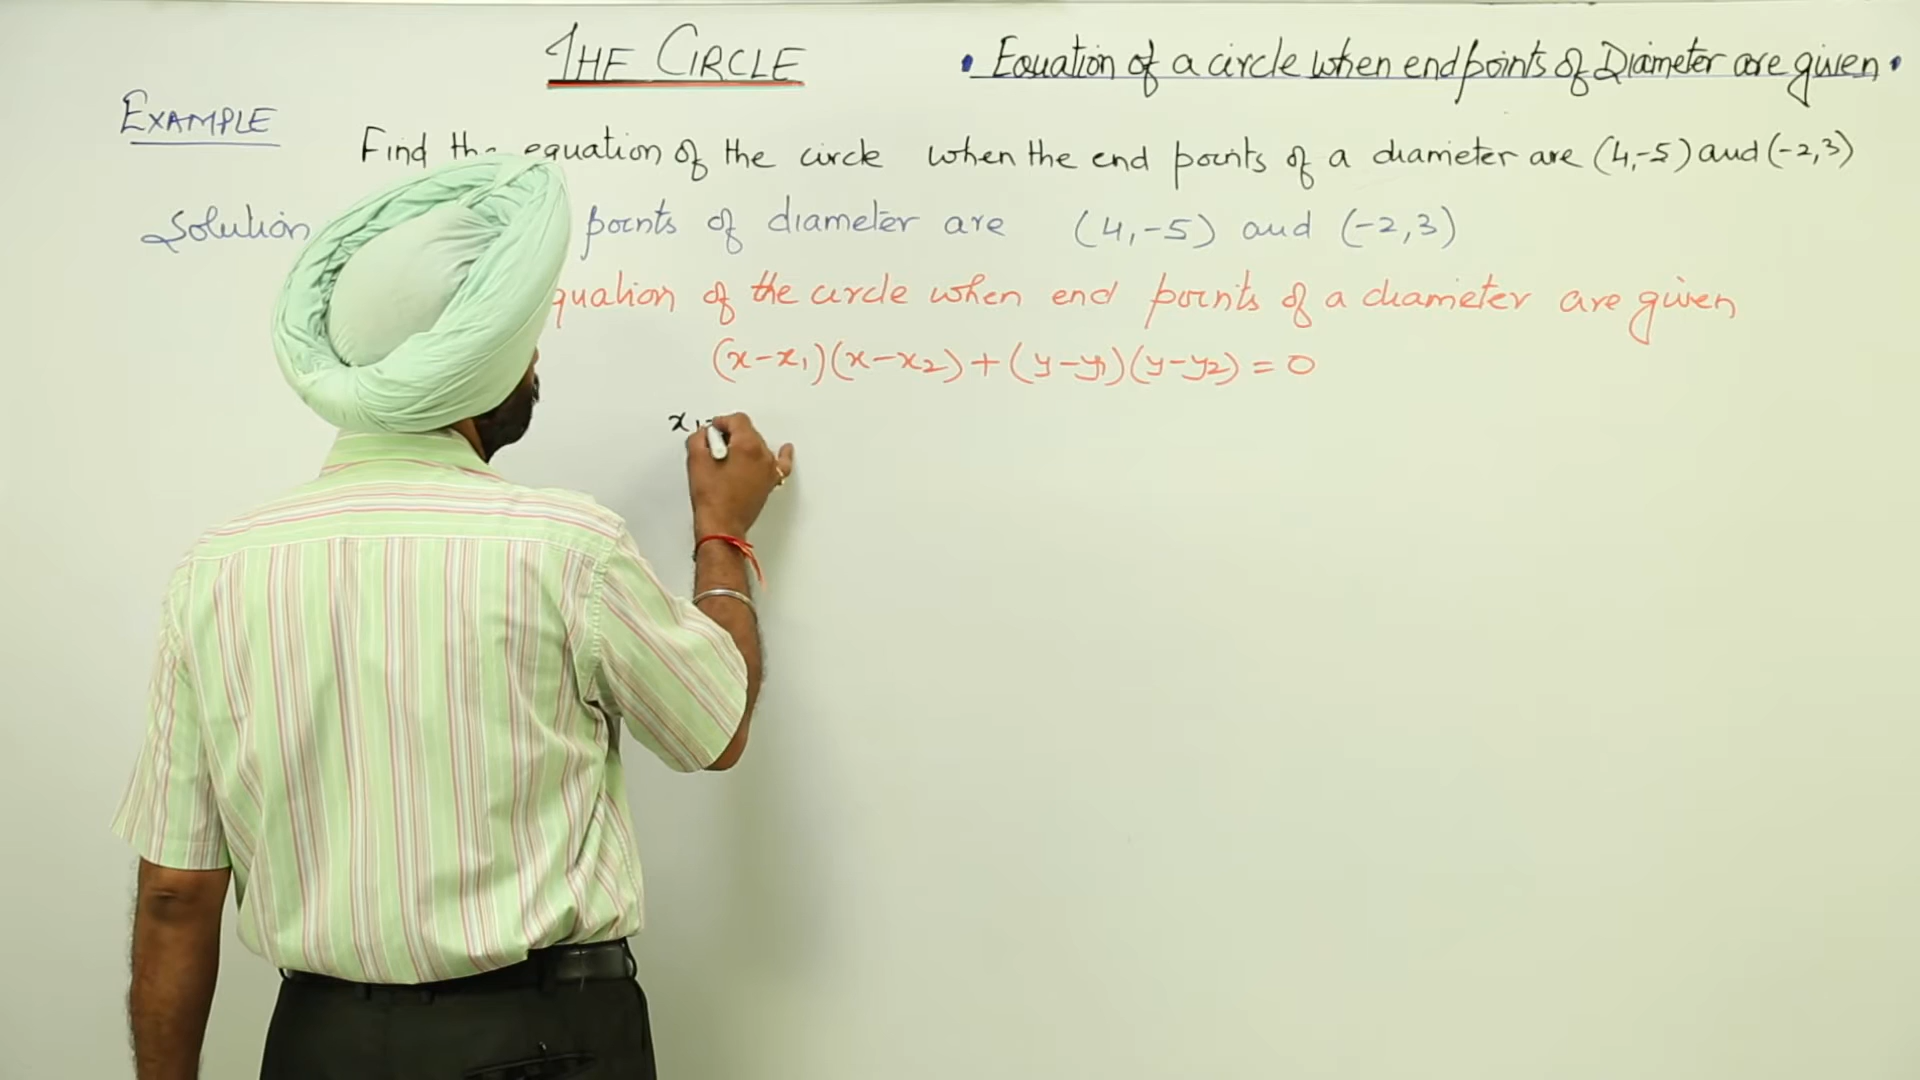 THE CIRCLE
• Equation of a circle when end points of Diameter are given •
EXAMPLE
Find the equation of the circle when the end points of a diameter are (4,-5) and (-2,3)
Solution points of diameter are (4,-5) and (-2,3)
quation of the circle when end points of a diameter are given
(x-x₁)(x-x₂)+(y-y₁)(y-y₂)=0
x₁=